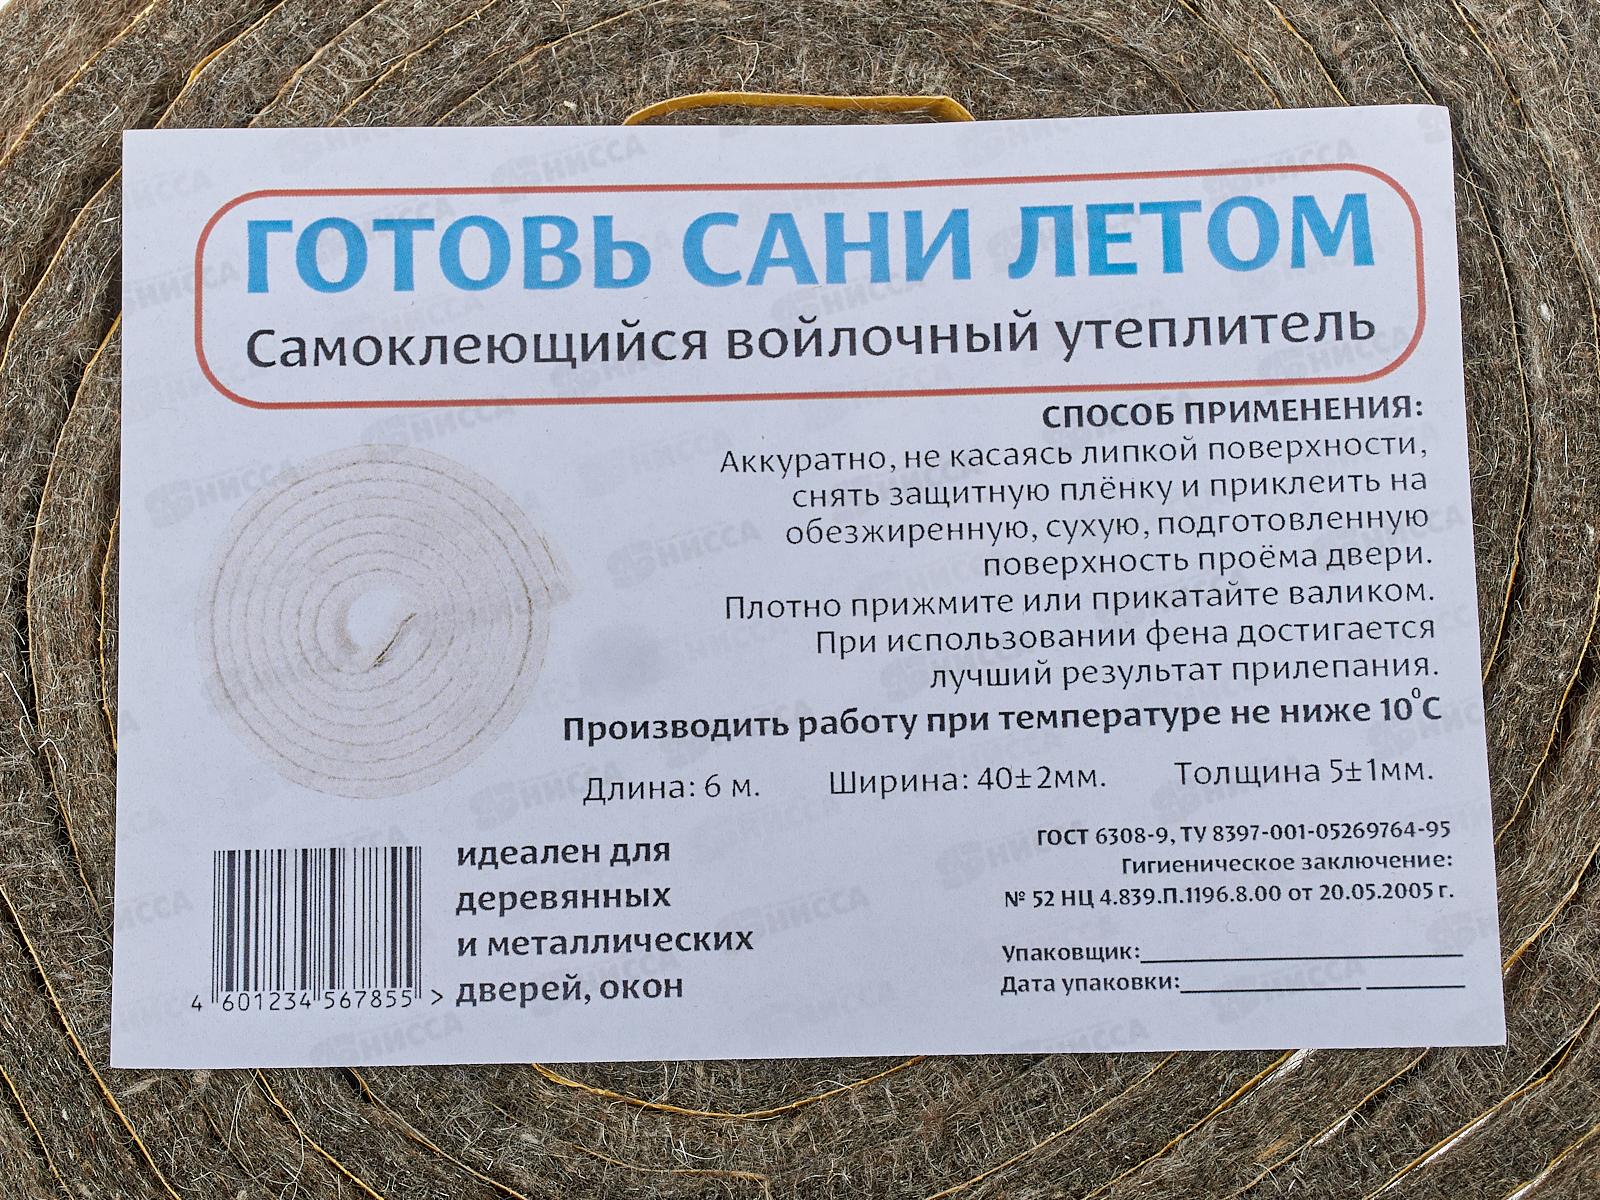 ГОТОВЬ САНИ ЛЕТОМ
Самоклеющийся войлочный утеплитель
СПОСОБ ПРИМЕНЕНИЯ:
Аккуратно, не касаясь липкой поверхности,
снять защитную плёнку и приклеить на
обезжиренную, сухую, подготовленную
поверхность проёма двери.
Плотно прижмите или прикатайте валиком.
При использовании фена достигается
лучший результат прилепания.
Производить работу при температуре не ниже 10°С
Длина: 6 м. Ширина: 40±2мм. Толщина 5±1мм.
идеален для
деревянных
и металлических
дверей, окон
4 601234 567855 >
ГОСТ 6308-9, ТУ 8397-001-05269764-95
Гигиеническое заключение:
№ 52 НЦ 4.839.П.1196.8.00 от 20.05.2005 г.
Упаковщик:
Дата упаковки:
НИССА